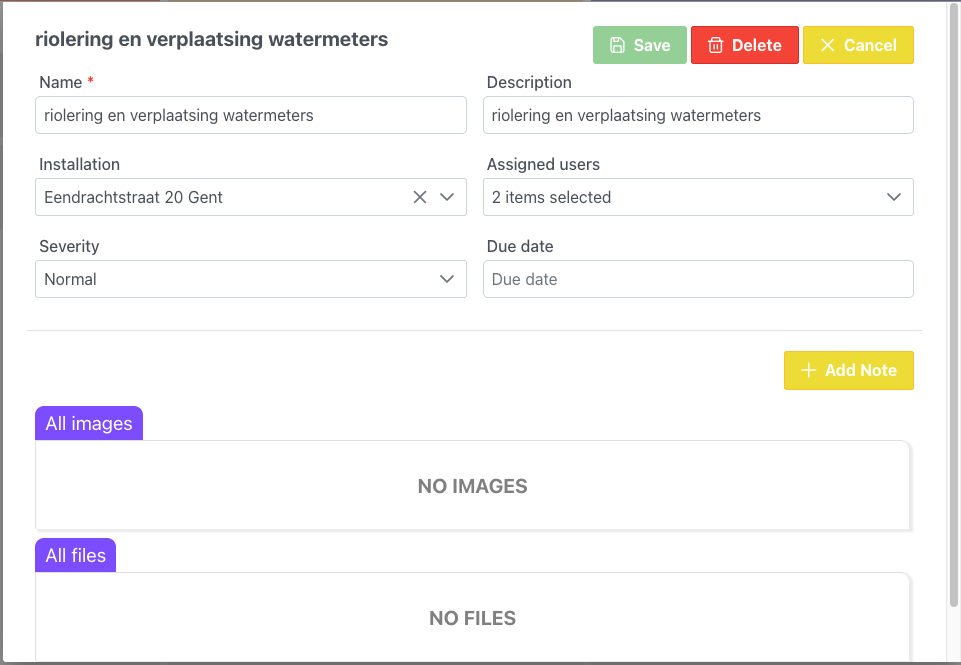 riolering en verplaatsing watermeters
Save
Delete
Cancel
Name *
Description
riolering en verplaatsing watermeters
riolering en verplaatsing watermeters
Installation
Assigned users
Eendrachtstraat 20 Gent
2 items selected
Severity
Due date
Normal
Due date
Add Note
All images
NO IMAGES
All files
NO FILES